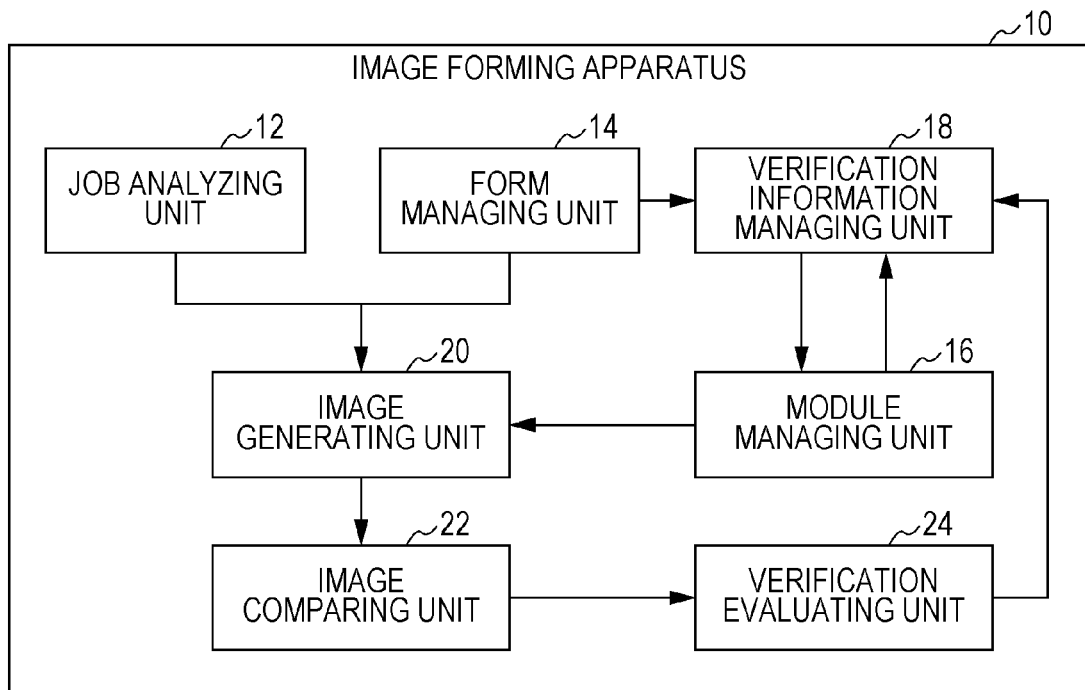 10
IMAGE FORMING APPARATUS
12
JOB ANALYZING
UNIT
14
FORM
MANAGING UNIT
18
VERIFICATION
INFORMATION
MANAGING UNIT
20
IMAGE
GENERATING UNIT
16
MODULE
MANAGING UNIT
22
IMAGE
COMPARING UNIT
24
VERIFICATION
EVALUATING UNIT